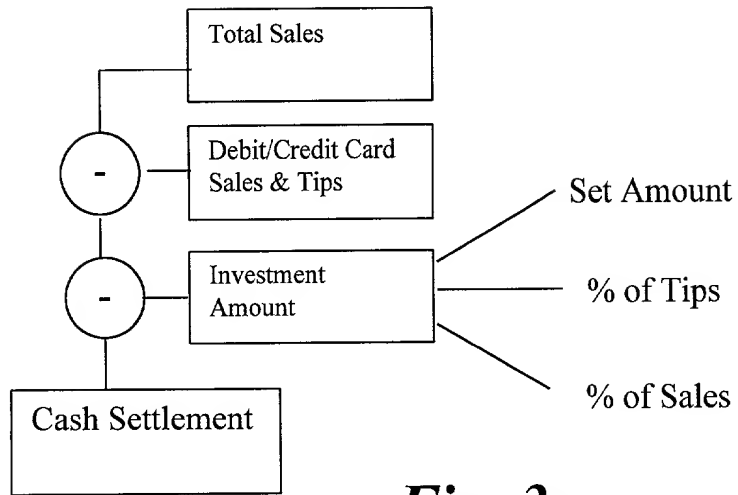 Total Sales
-
Debit/Credit Card
Sales & Tips
Set Amount
-
Investment
Amount
% of Tips
% of Sales
Cash Settlement